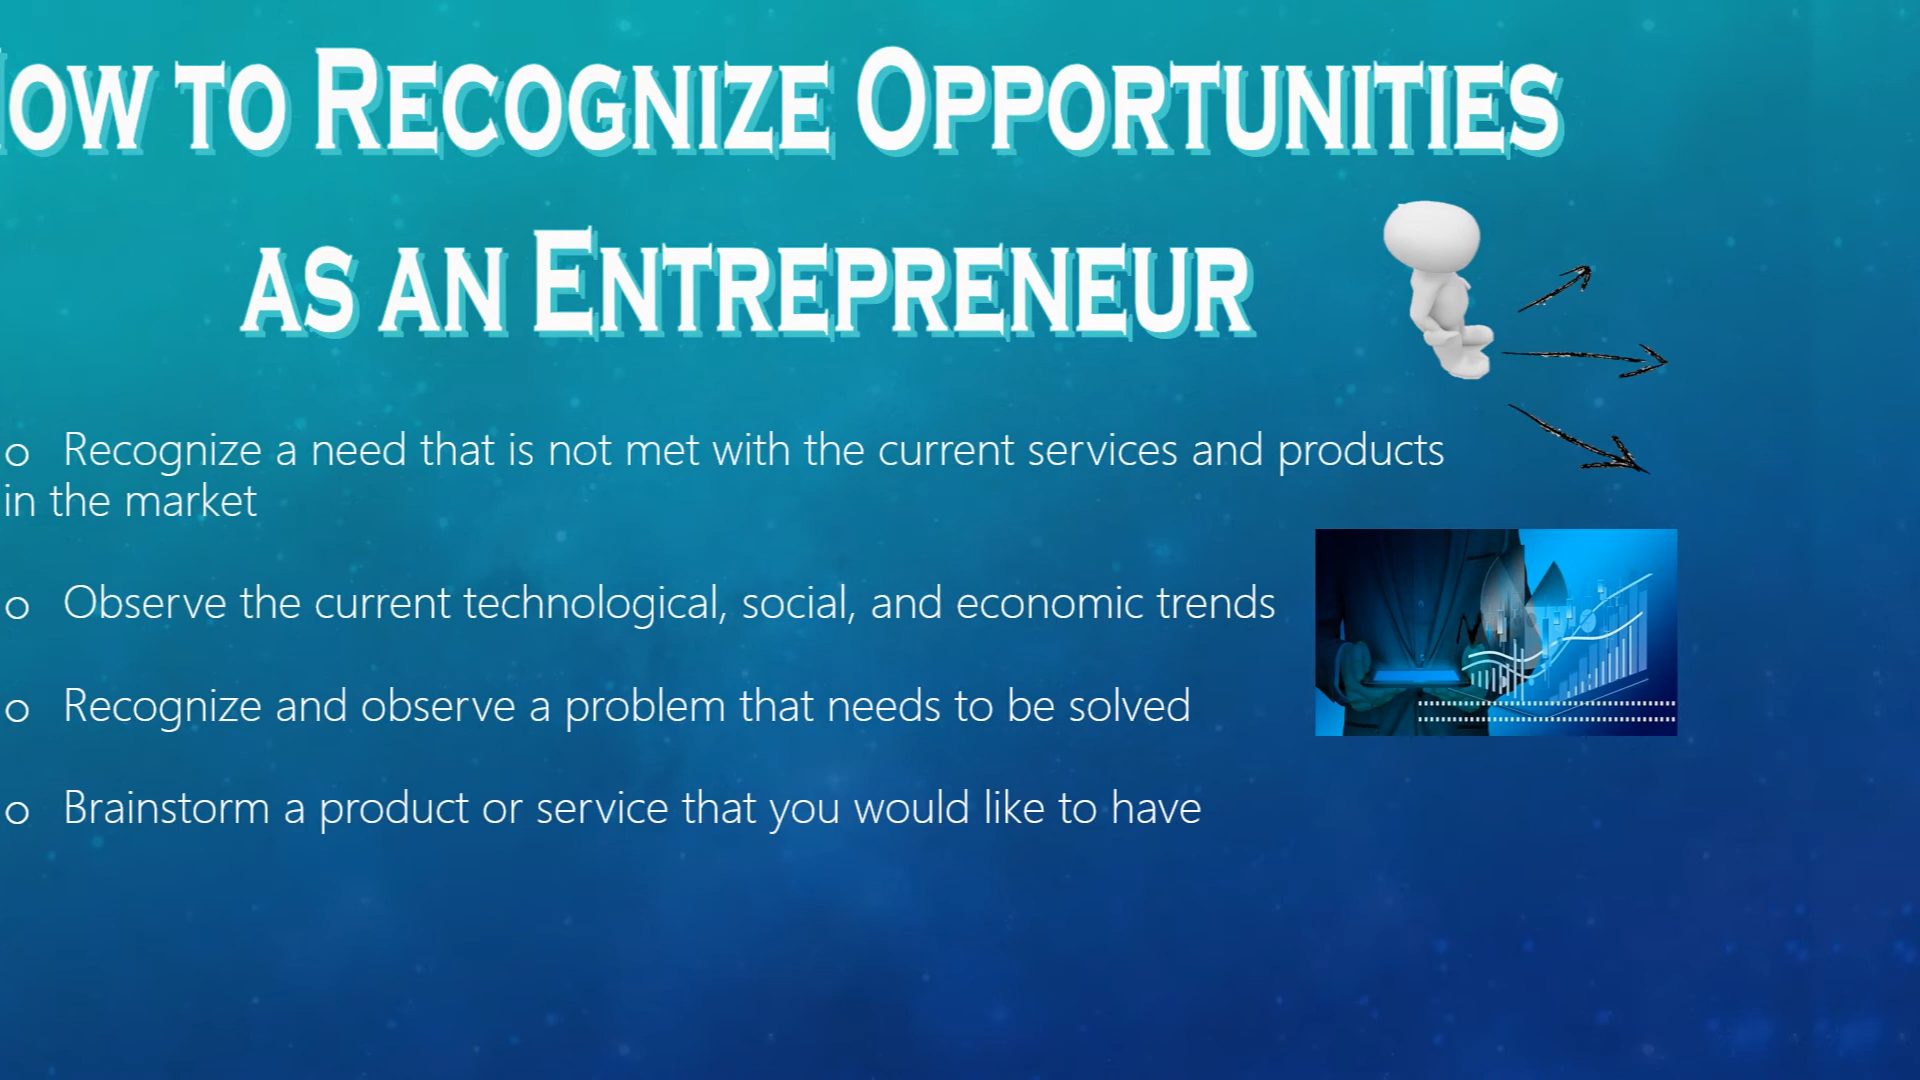 How to Recognize Opportunities
as an Entrepreneur
o Recognize a need that is not met with the current services and products
in the market
o Observe the current technological, social, and economic trends
o Recognize and observe a problem that needs to be solved
o Brainstorm a product or service that you would like to have